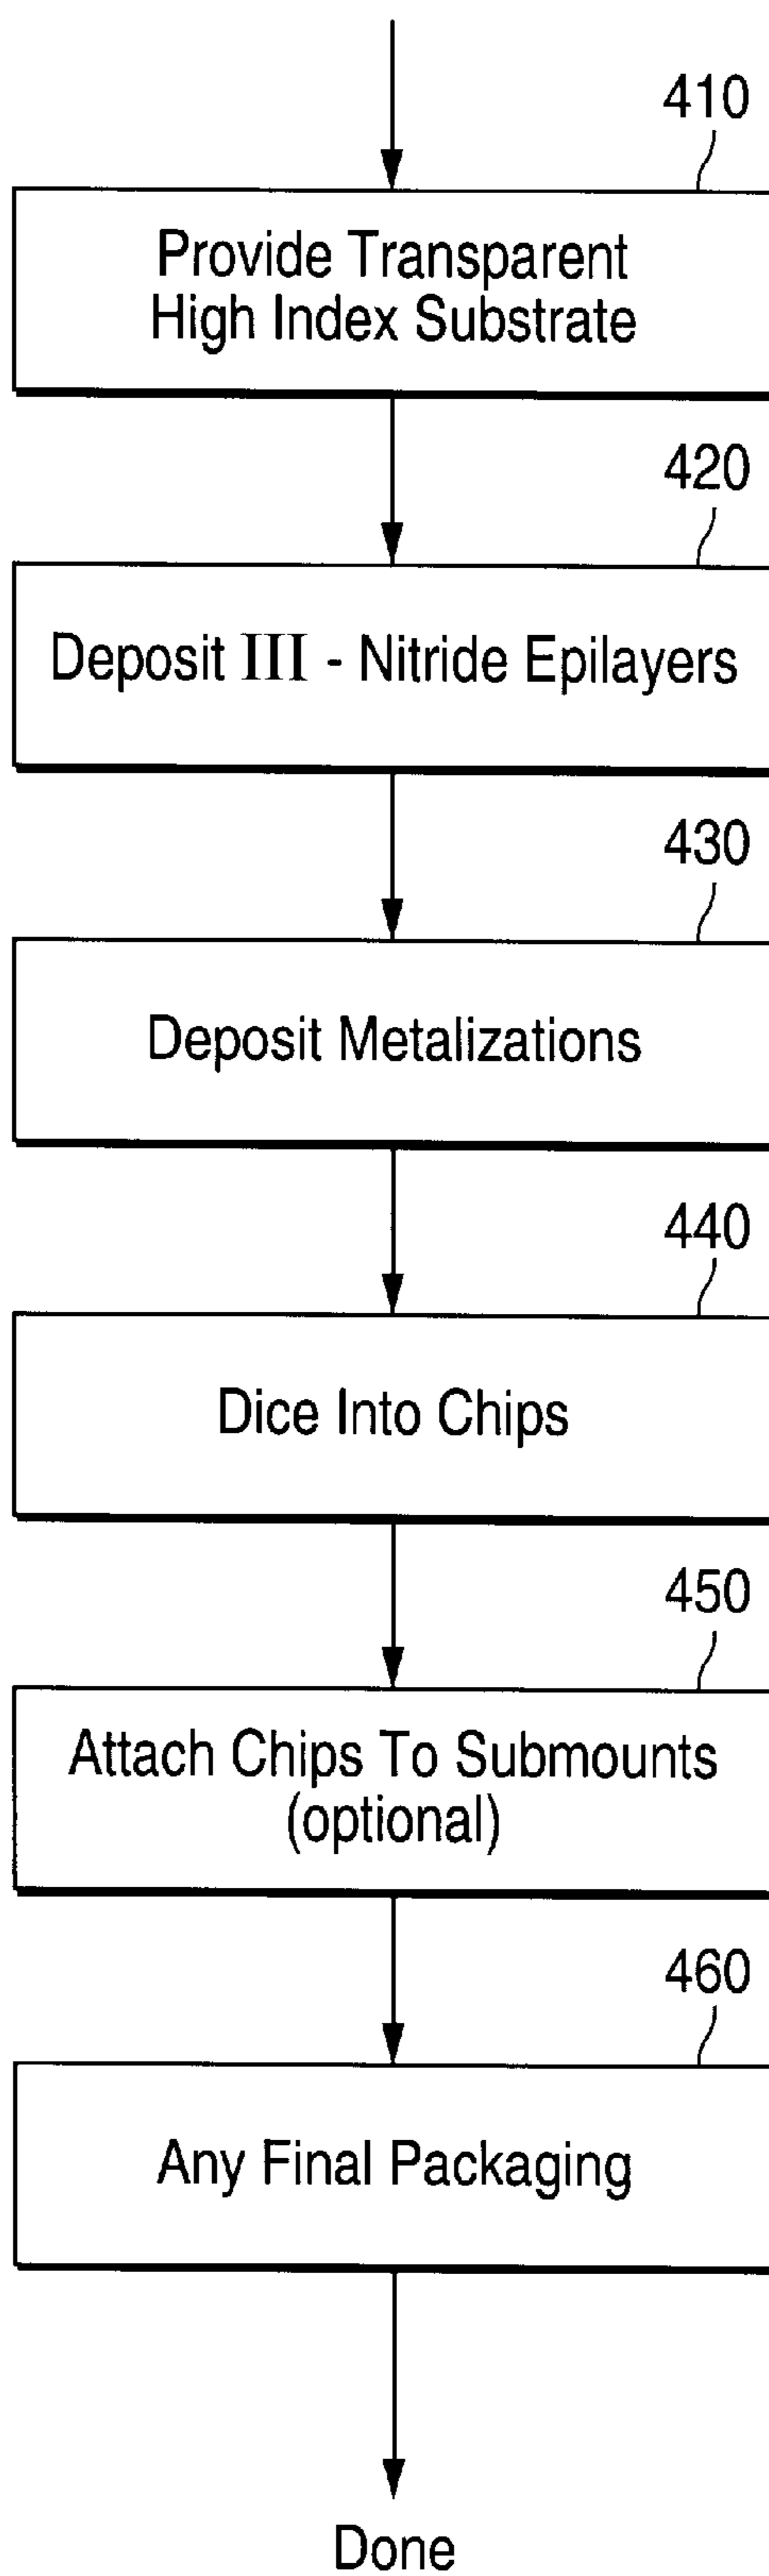 410
Provide Transparent
High Index Substrate
420
Deposit III - Nitride Epilayers
430
Deposit Metalizations
440
Dice Into Chips
450
Attach Chips To Submounts
(optional)
460
Any Final Packaging
Done